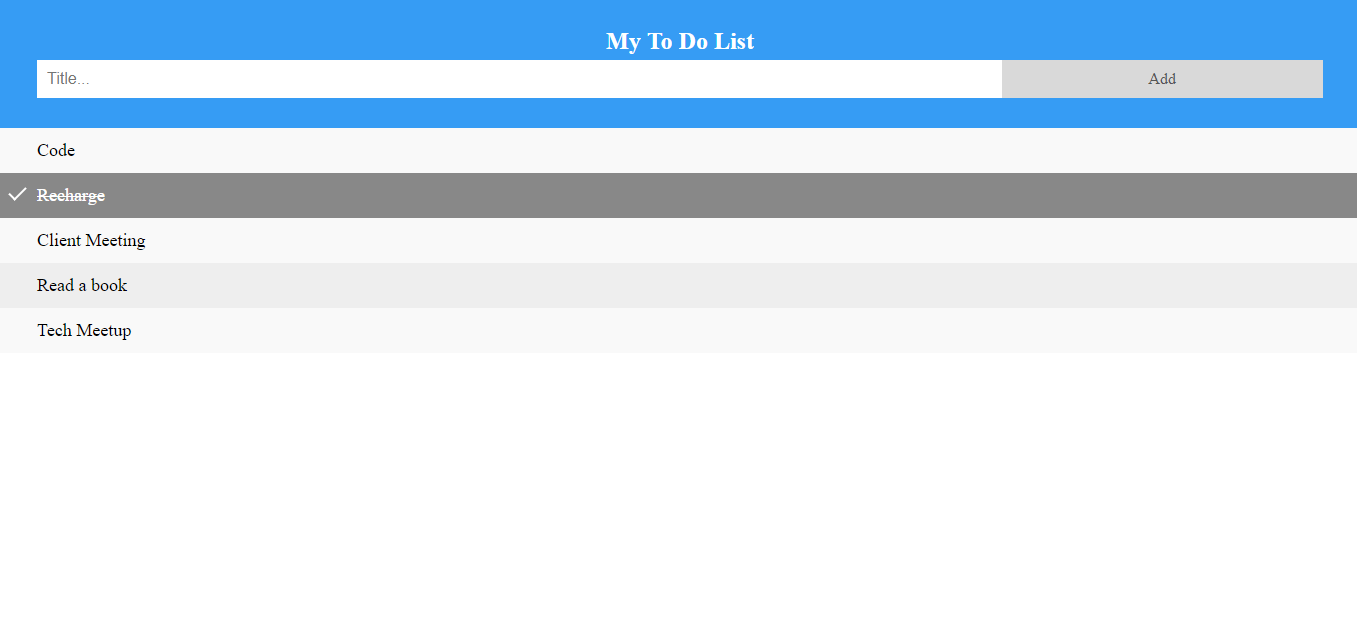 My To Do List
Title...
Add
Code
Recharge
Client Meeting
Read a book
Tech Meetup